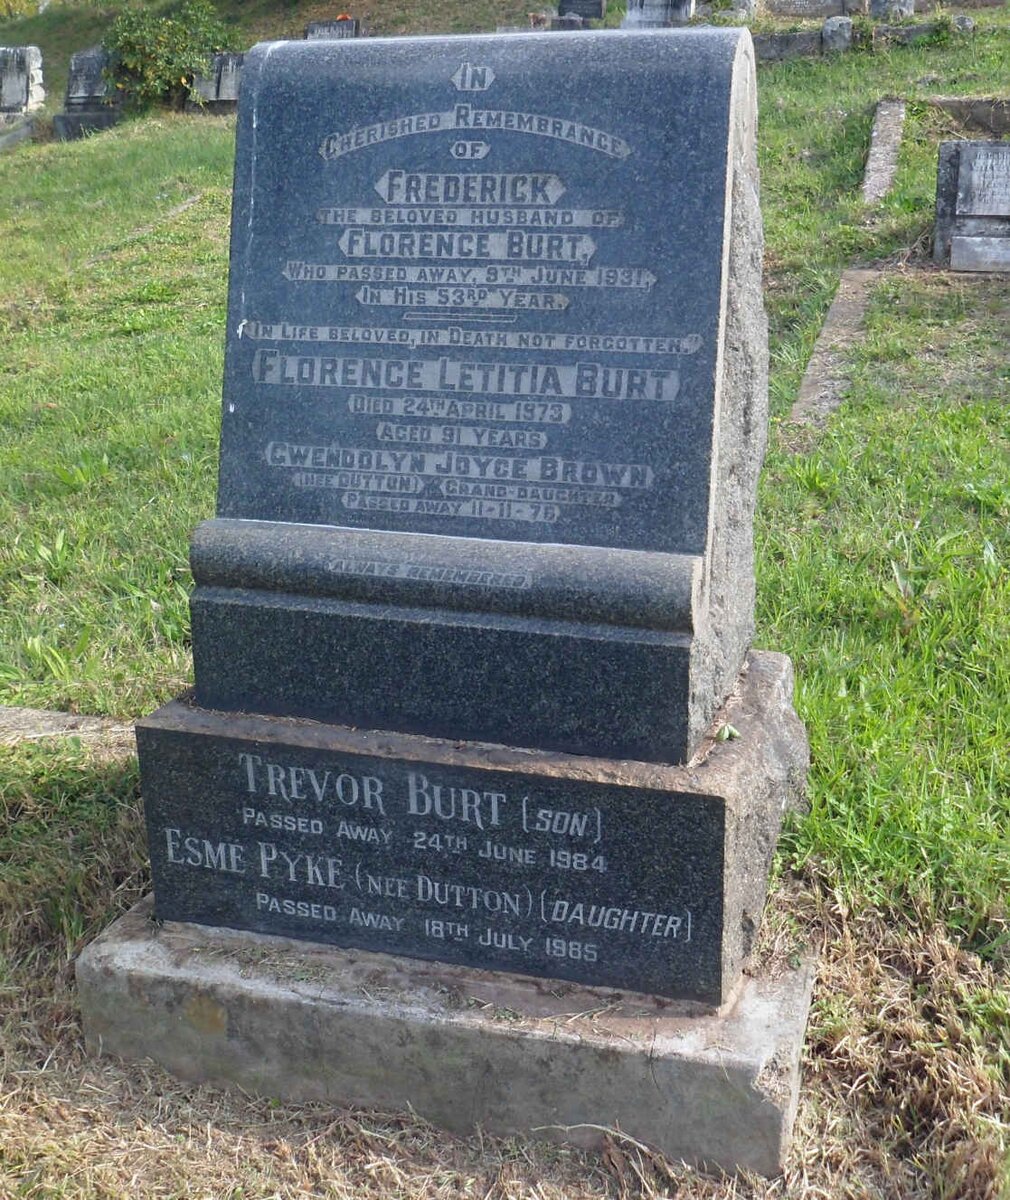 IN
CHERISHED REMEMBRANCE
OF
FREDERICK
THE BELOVED HUSBAND OF
FLORENCE BURT,
WHO PASSED AWAY, 9TH JUNE 1931,
IN HIS 53RD YEAR.
"IN LIFE BELOVED, IN DEATH NOT FORGOTTEN."
FLORENCE LETITIA BURT
DIED 24TH APRIL 1973
AGED 91 YEARS
GWENDOLYN JOYCE BROWN
(NEE DUTTON) GRAND-DAUGHTER
PASSED AWAY 11-11-76
ALWAYS REMEMBERED
TREVOR BURT (SON)
PASSED AWAY 24TH JUNE 1984
ESME PYKE (NEE DUTTON) (DAUGHTER)
PASSED AWAY 18TH JULY 1985